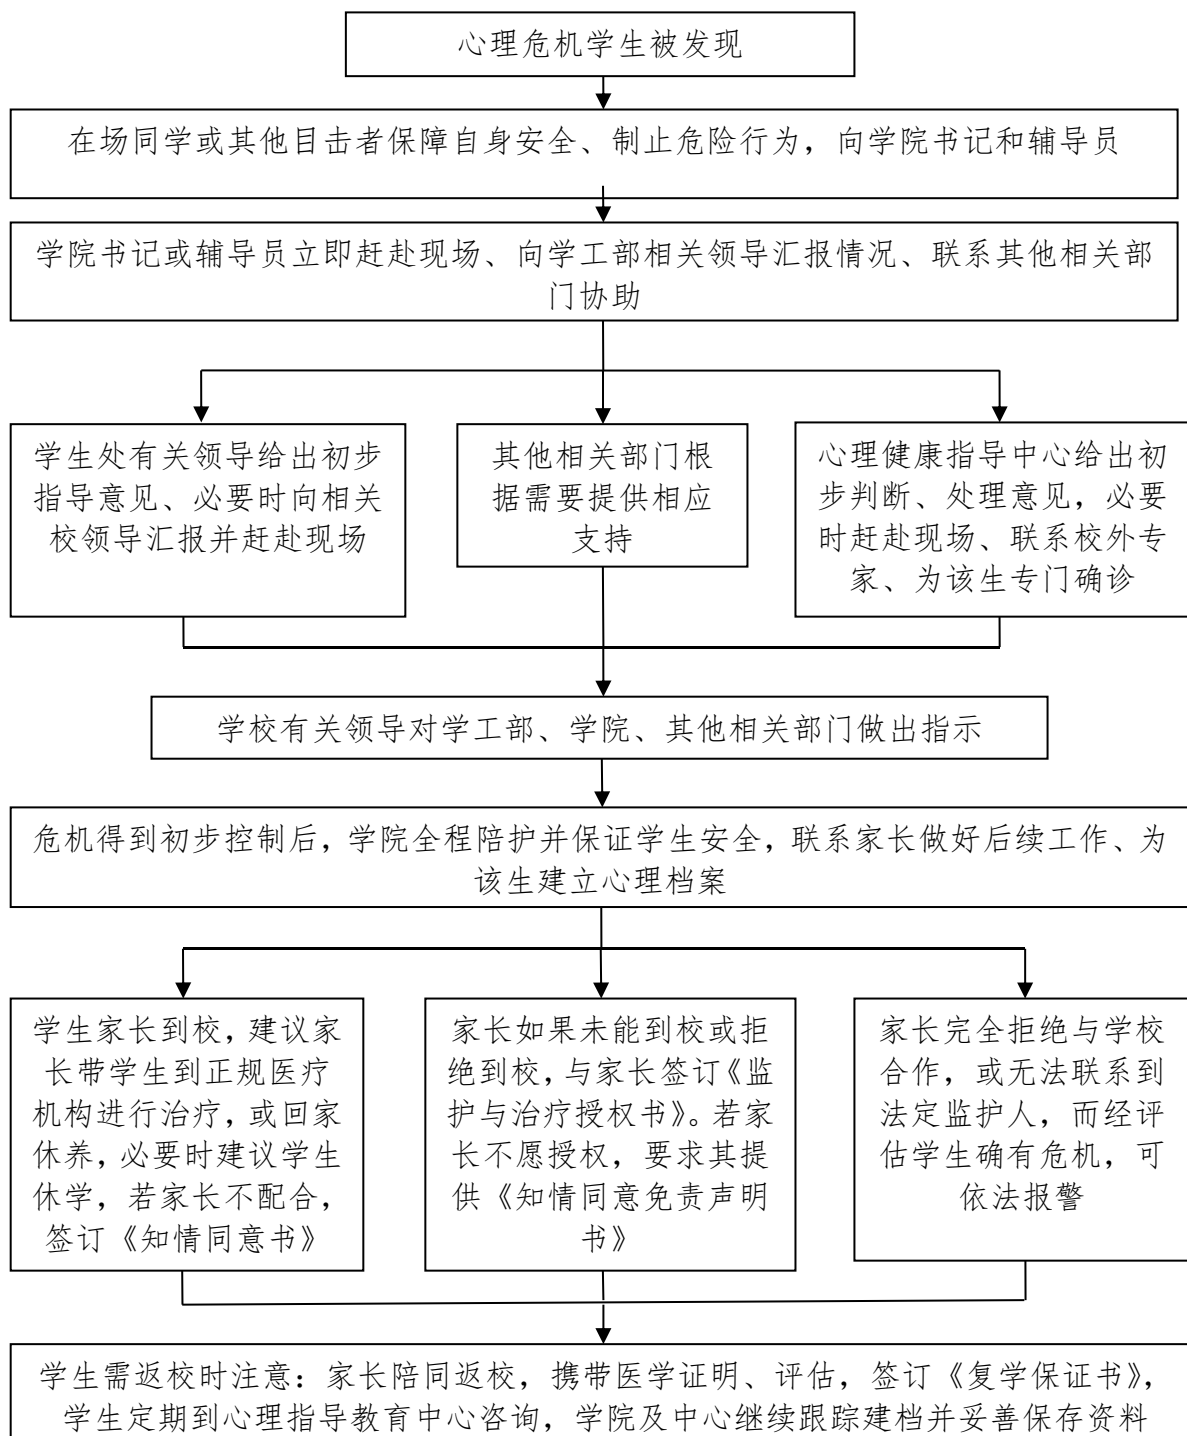 心理危机学生被发现
在场同学或其他目击者保障自身安全、制止危险行为，向学院书记和辅导员
学院书记或辅导员立即赶赴现场、向学工部相关领导汇报情况、联系其他相关部
门协助
学生处有关领导给出初步
指导意见、必要时向相关
校领导汇报并赶赴现场
其他相关部门根
据需要提供相应
支持
心理健康指导中心给出初
步判断、处理意见，必要
时赶赴现场、联系校外专
家、为该生专门确诊
学校有关领导对学工部、学院、其他相关部门做出指示
危机得到初步控制后，学院全程陪护并保证学生安全，联系家长做好后续工作、为
该生建立心理档案
学生家长到校，建议家
长带学生到正规医疗
机构进行治疗，或回家
休养，必要时建议学生
休学，若家长不配合，
签订《知情同意书》
家长如果未能到校或拒
绝到校，与家长签订《监
护与治疗授权书》。若家
长不愿授权，要求其提
供《知情同意免责声明
书》
家长完全拒绝与学校
合作，或无法联系到
法定监护人，而经评
估学生确有危机，可
依法报警
学生需返校时注意：家长陪同返校，携带医学证明、评估，签订《复学保证书》，
学生定期到心理指导教育中心咨询，学院及中心继续跟踪建档并妥善保存资料